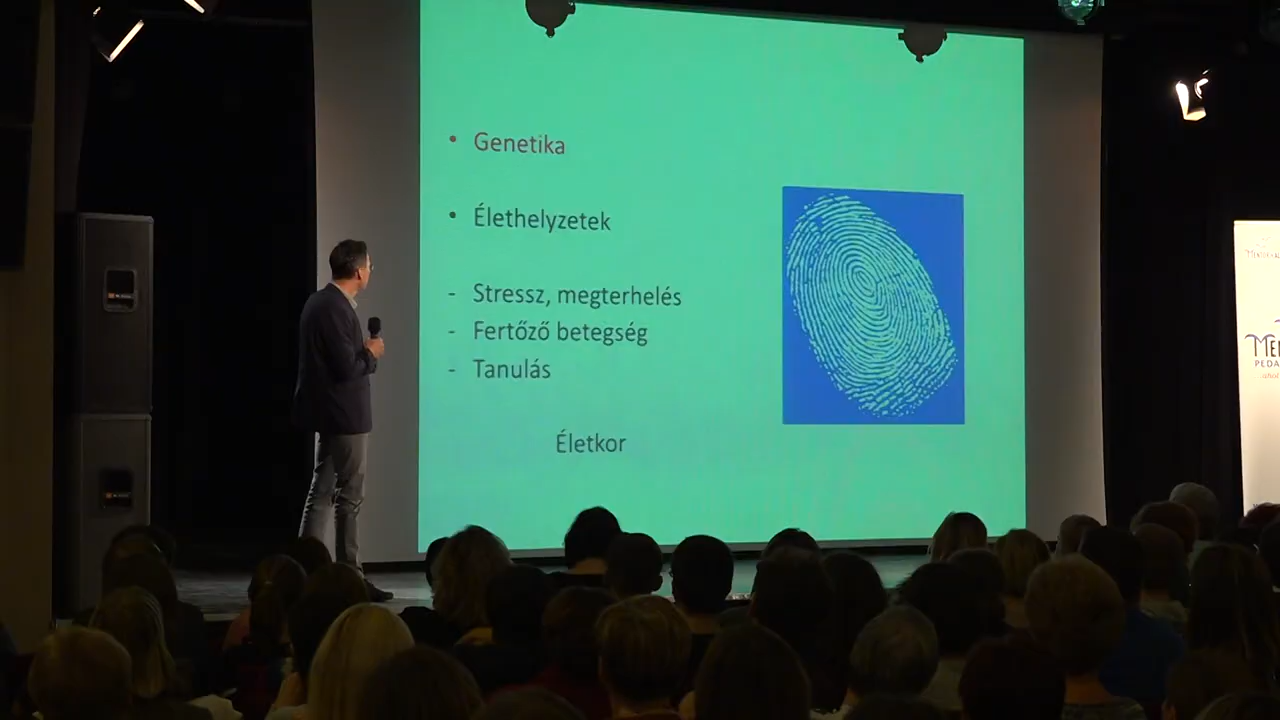 • Genetika
• Élethelyzetek
- Stressz, megterhelés
- Fertőző betegség
- Tanulás
Életkor